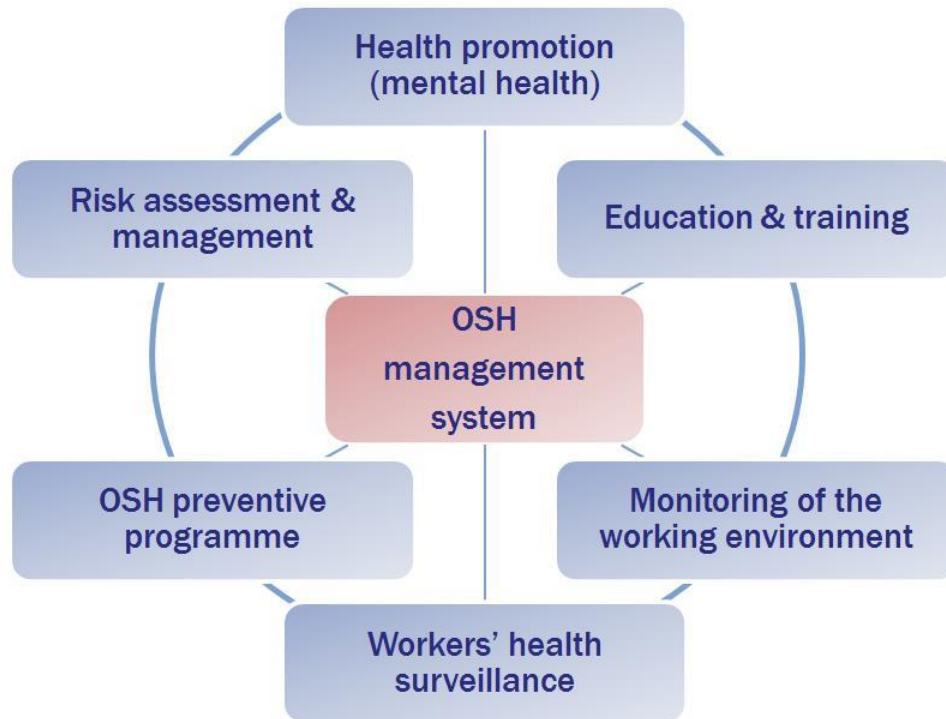 Health promotion
(mental health)
Risk assessment &
management
Education & training
OSH
management
system
OSH preventive
programme
Monitoring of the
working environment
Workers’ health
surveillance